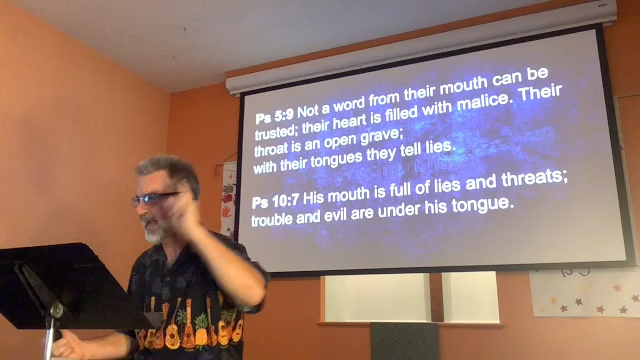 Ps 5:9 Not a word from their mouth can be
trusted; their heart is filled with malice. Their
throat is an open grave;
with their tongues they tell lies.
Ps 10:7 His mouth is full of lies and threats;
trouble and evil are under his tongue.